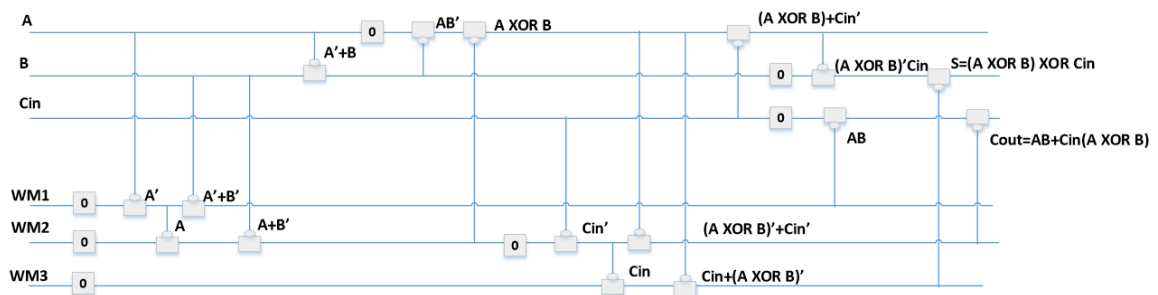 A
0
AB’
A XOR B
(A XOR B)+Cin’
A’+B
B
0
(A XOR B)’Cin
S=(A XOR B) XOR Cin
Cin
0
AB
Cout=AB+Cin(A XOR B)
WM1
0
A’
A’+B’
WM2
0
A
A+B’
0
Cin’
(A XOR B)’+Cin’
WM3
0
Cin
Cin+(A XOR B)’